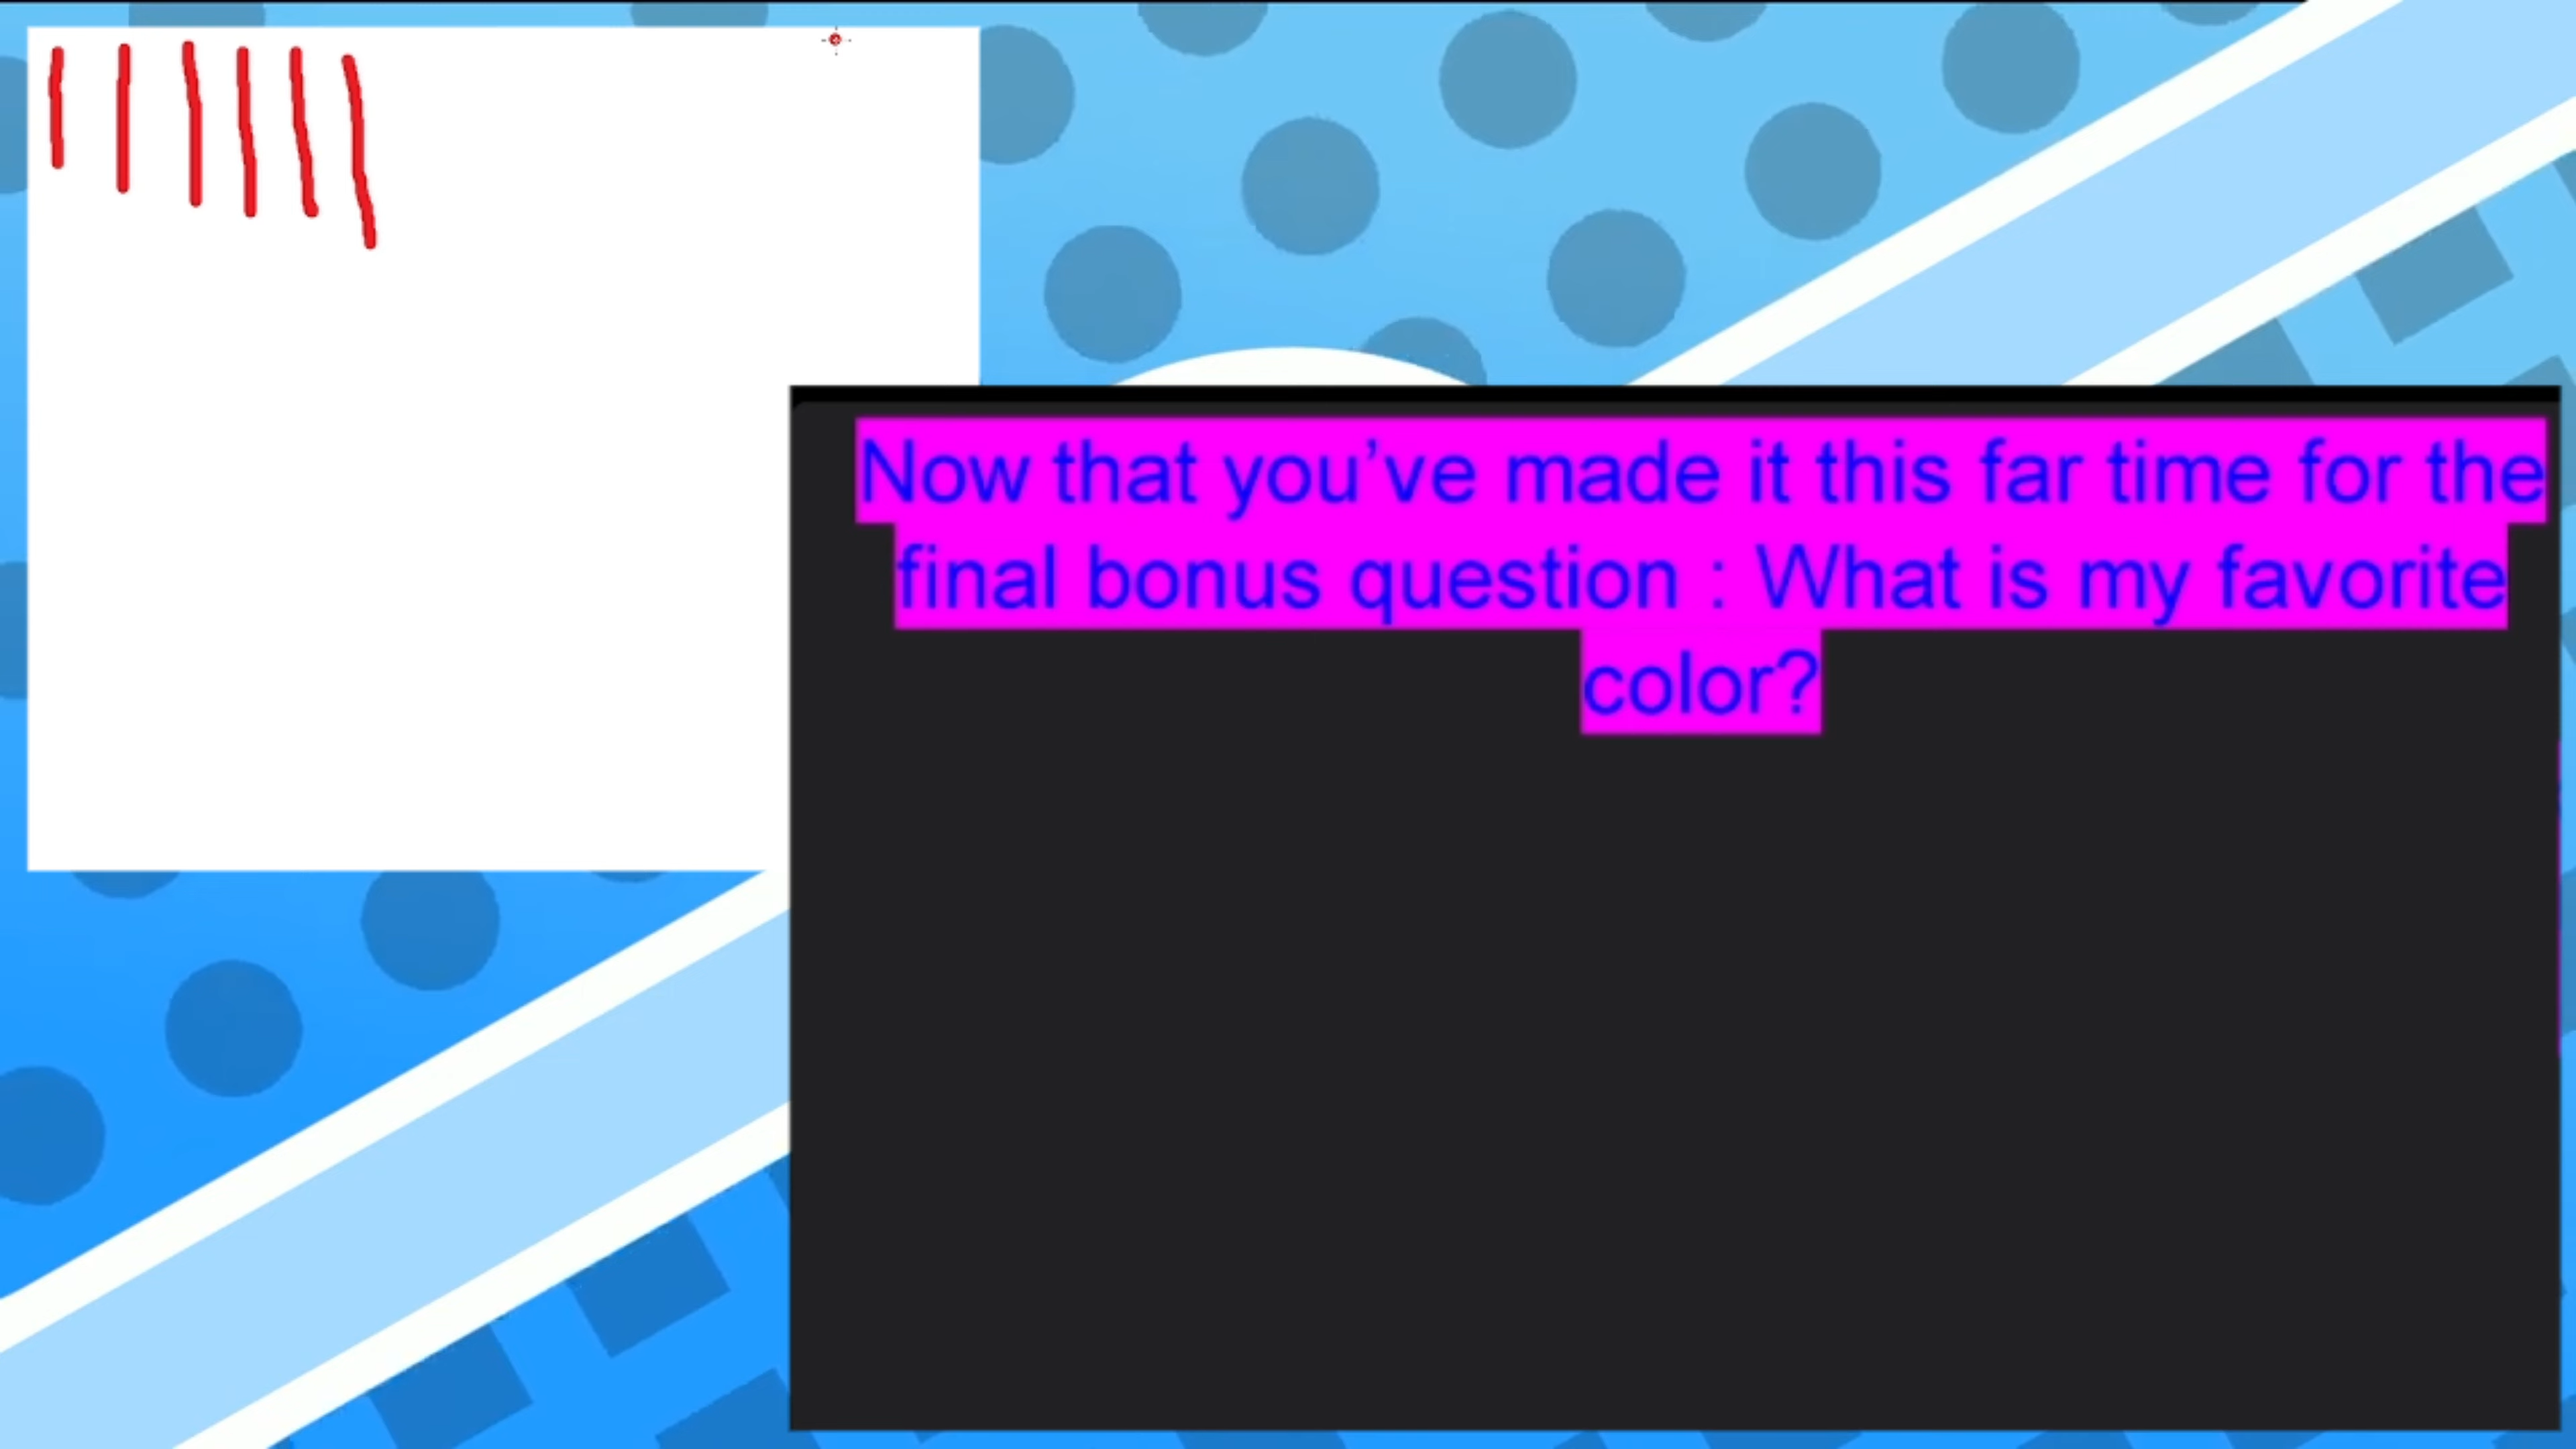 Now that you’ve made it this far time for the
final bonus question : What is my favorite
color?